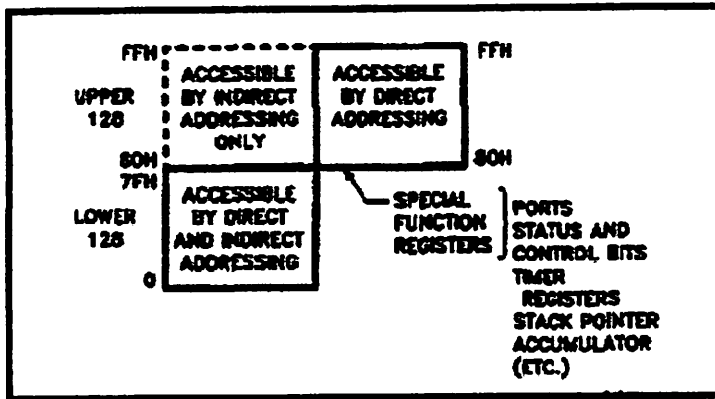 FFH
UPPER
128
80H
7FH
LOWER
128
0
ACCESSIBLE
BY INDIRECT
ADDRESSING
ONLY
ACCESSIBLE
BY DIRECT
ADDRESSING
FFH
80H
ACCESSIBLE
BY DIRECT
AND INDIRECT
ADDRESSING
SPECIAL
FUNCTION
REGISTERS
PORTS
STATUS AND
CONTROL BITS
TIMER
REGISTERS
STACK POINTER
ACCUMULATOR
(ETC.)